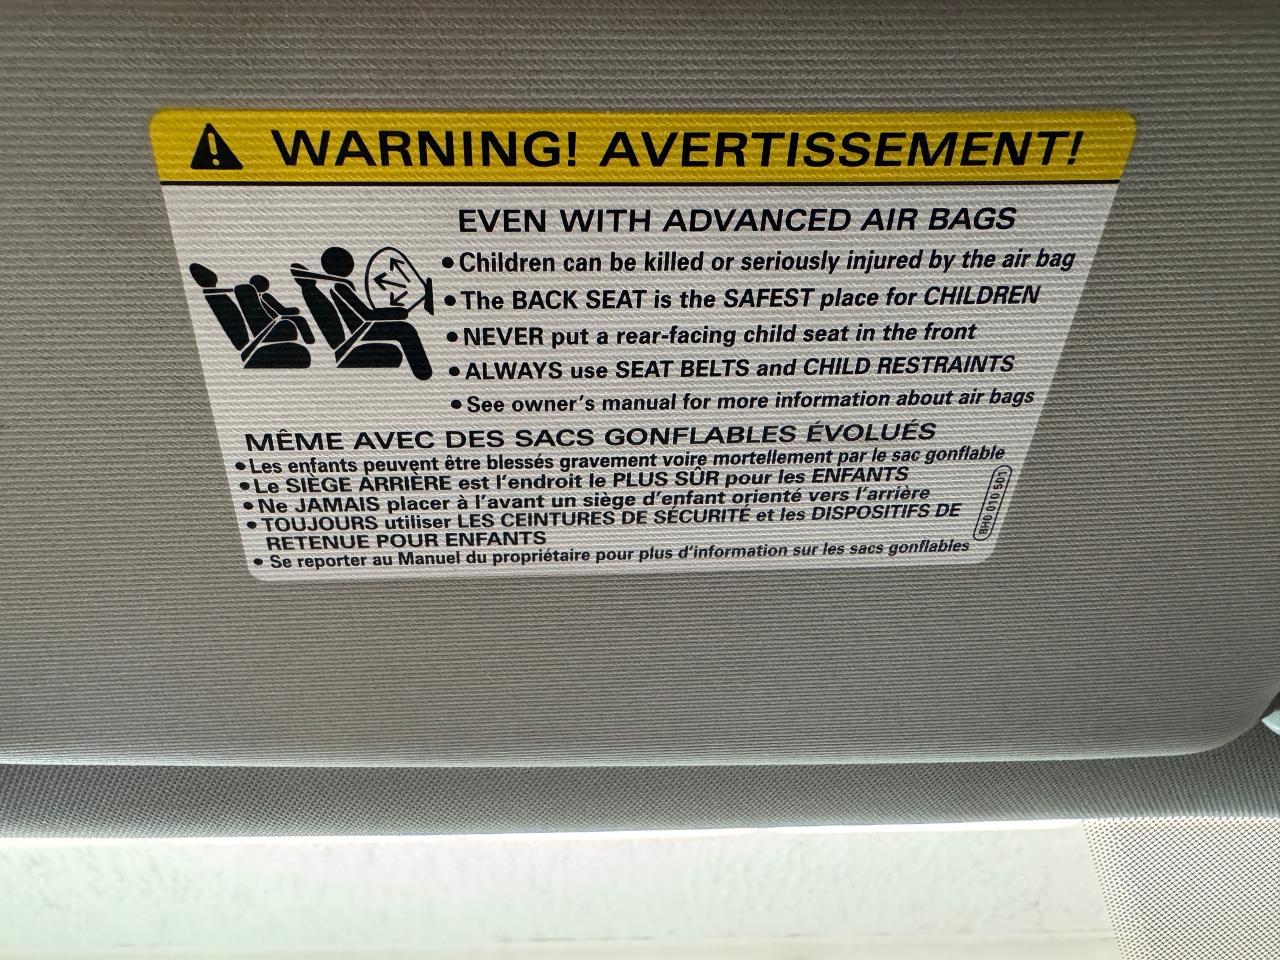 WARNING! AVERTISSEMENT!
EVEN WITH ADVANCED AIR BAGS
•Children can be killed or seriously injured by the air bag
•The BACK SEAT is the SAFEST place for CHILDREN
•NEVER put a rear-facing child seat in the front
•ALWAYS use SEAT BELTS and CHILD RESTRAINTS
•See owner's manual for more information about air bags
MÊME AVEC DES SACS GONFLABLES ÉVOLUÉS
•Les enfants peuvent être blessés gravement voire mortellement par le sac gonflable
•Le SIÈGE ARRIÈRE est l'endroit le PLUS SÛR pour les ENFANTS
•Ne JAMAIS placer à l'avant un siège d'enfant orienté vers l'arrière
•TOUJOURS utiliser LES CEINTURES DE SÉCURITÉ et les DISPOSITIFS DE
RETENUE POUR ENFANTS
• Se reporter au Manuel du propriétaire pour plus d'information sur les sacs gonflables
8H0 010 501